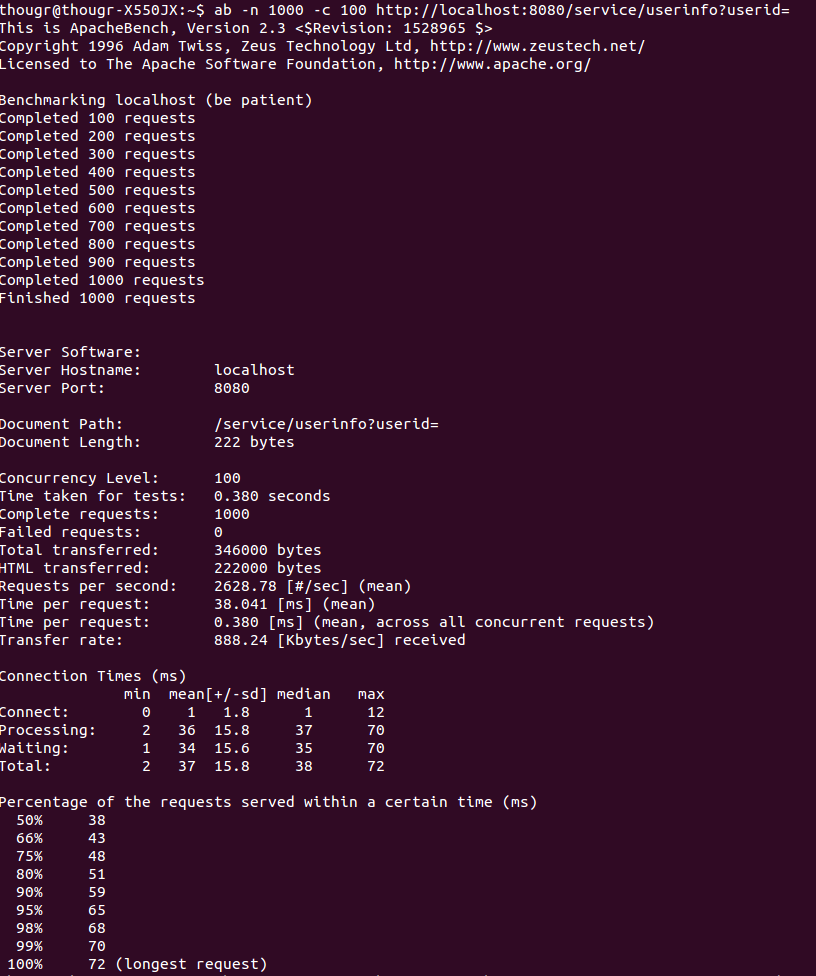 thougr@thougr-X550JX:~$ ab -n 1000 -c 100 http://localhost:8080/service/userinfo?userid=
This is ApacheBench, Version 2.3 <$Revision: 1528965 $>
Copyright 1996 Adam Twiss, Zeus Technology Ltd, http://www.zeustech.net/
Licensed to The Apache Software Foundation, http://www.apache.org/

Benchmarking localhost (be patient)
Completed 100 requests
Completed 200 requests
Completed 300 requests
Completed 400 requests
Completed 500 requests
Completed 600 requests
Completed 700 requests
Completed 800 requests
Completed 900 requests
Completed 1000 requests
Finished 1000 requests


Server Software:
Server Hostname:        localhost
Server Port:            8080

Document Path:          /service/userinfo?userid=
Document Length:        222 bytes

Concurrency Level:      100
Time taken for tests:   0.380 seconds
Complete requests:      1000
Failed requests:        0
Total transferred:      346000 bytes
HTML transferred:       222000 bytes
Requests per second:    2628.78 [#/sec] (mean)
Time per request:       38.041 [ms] (mean)
Time per request:       0.380 [ms] (mean, across all concurrent requests)
Transfer rate:          888.24 [Kbytes/sec] received

Connection Times (ms)
              min  mean[+/-sd] median   max
Connect:        0    1   1.8      1      12
Processing:     2   36  15.8     37      70
Waiting:        1   34  15.6     35      70
Total:          2   37  15.8     38      72

Percentage of the requests served within a certain time (ms)
  50%     38
  66%     43
  75%     48
  80%     51
  90%     59
  95%     65
  98%     68
  99%     70
 100%     72 (longest request)